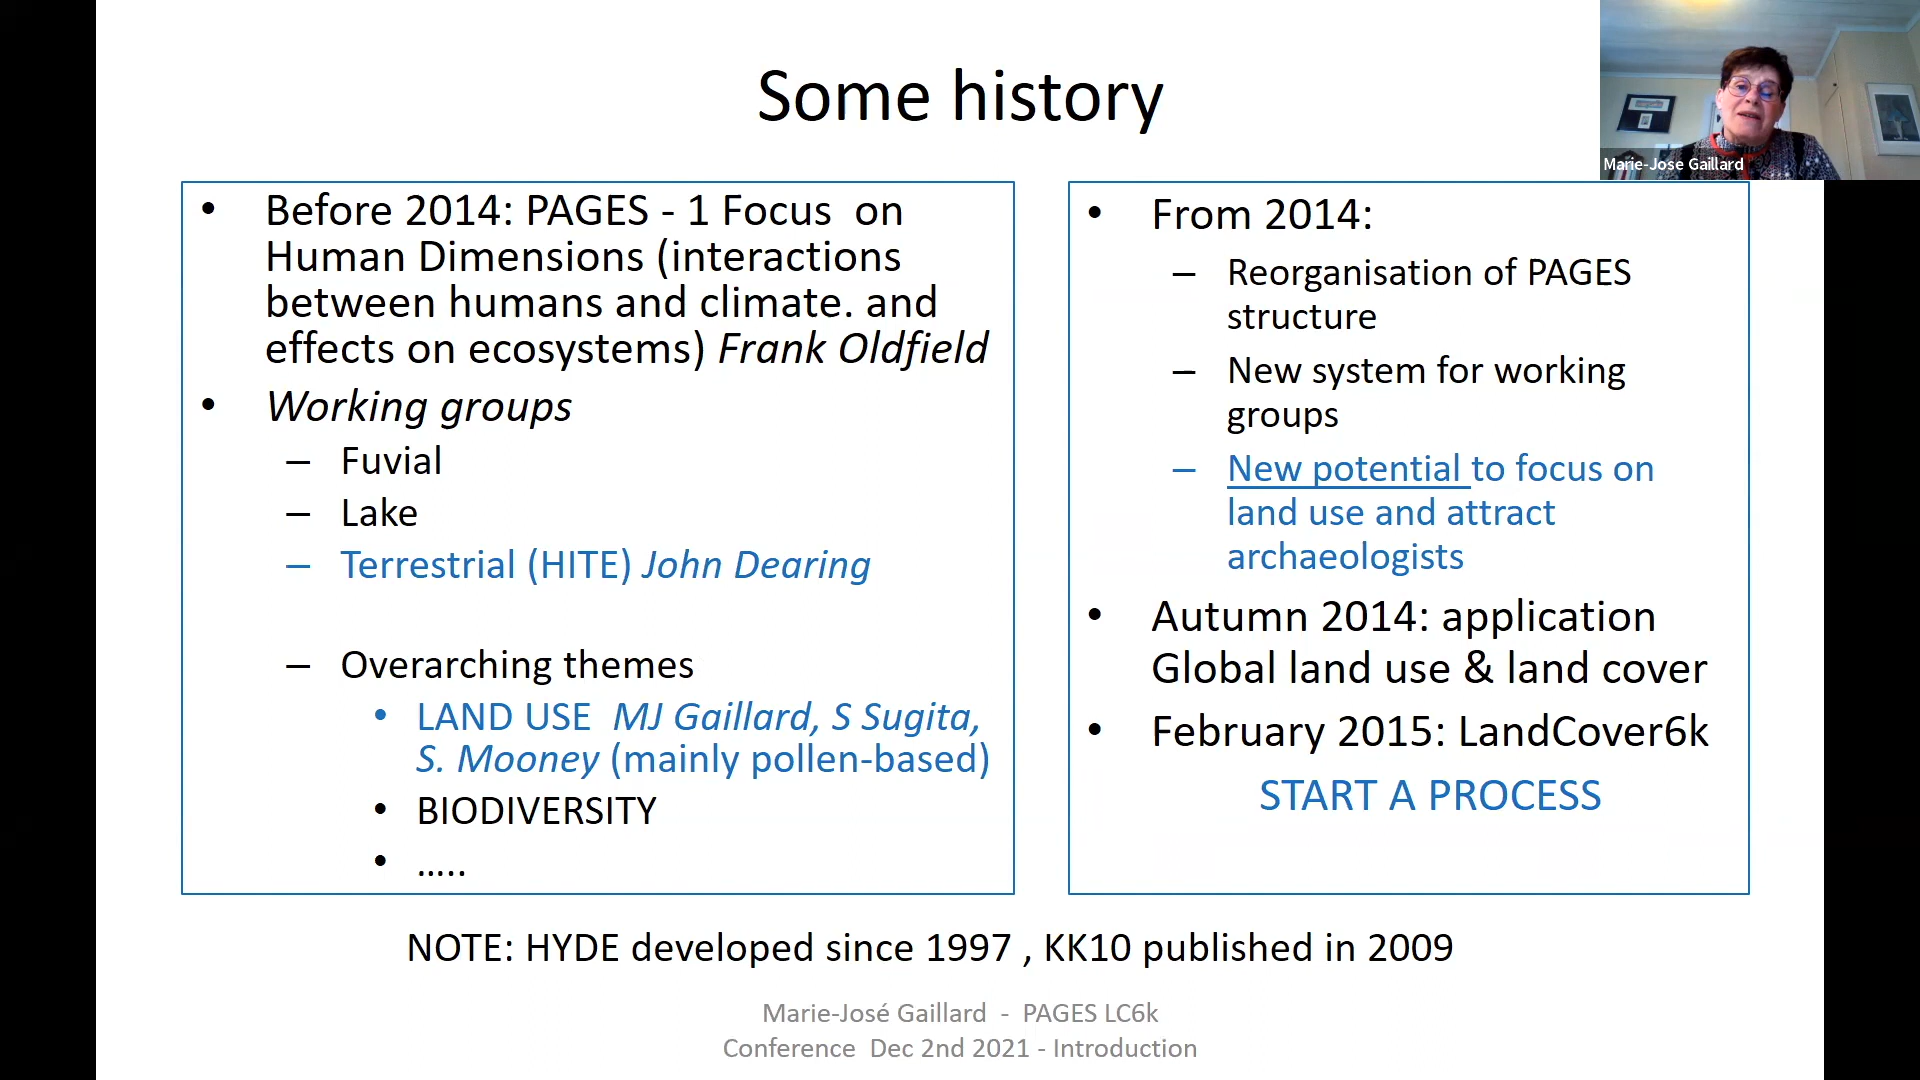 Some history
Marie-Jose Gaillard
• Before 2014: PAGES - 1 Focus on
Human Dimensions (interactions
between humans and climate. and
effects on ecosystems) Frank Oldfield
• Working groups
– Fuvial
– Lake
– Terrestrial (HITE) John Dearing
– Overarching themes
• LAND USE MJ Gaillard, S Sugita,
S. Mooney (mainly pollen-based)
• BIODIVERSITY
• .....
• From 2014:
– Reorganisation of PAGES
structure
– New system for working
groups
– New potential to focus on
land use and attract
archaeologists
• Autumn 2014: application
Global land use & land cover
• February 2015: LandCover6k
START A PROCESS
NOTE: HYDE developed since 1997 , KK10 published in 2009
Marie-José Gaillard - PAGES LC6k
Conference Dec 2nd 2021 - Introduction